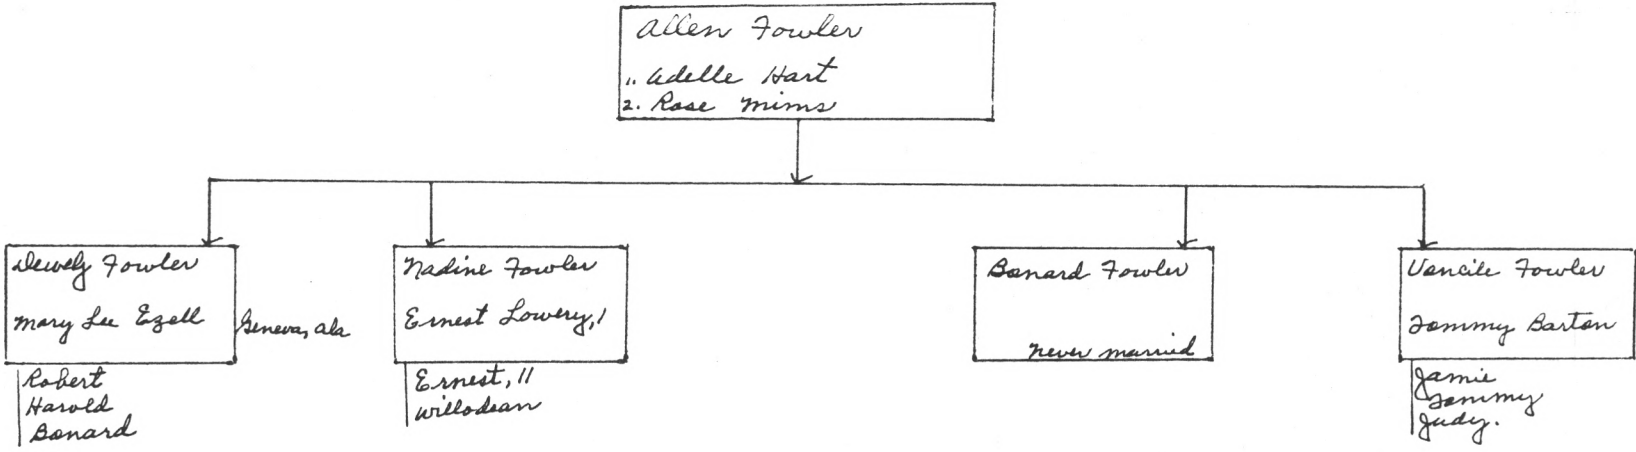 Allen Fowler
1. Adelle Hart
2. Rose Mims
Dewey Fowler
Mary Lee Ezell
Geneva, Ala
Robert
Harold
Bonard
Nadine Fowler
Ernest Lowery, I
Ernest, II
Willodean
Bonard Fowler
Never married
Voncile Fowler
Tommy Barton
Jamie
Tommy
Judy.